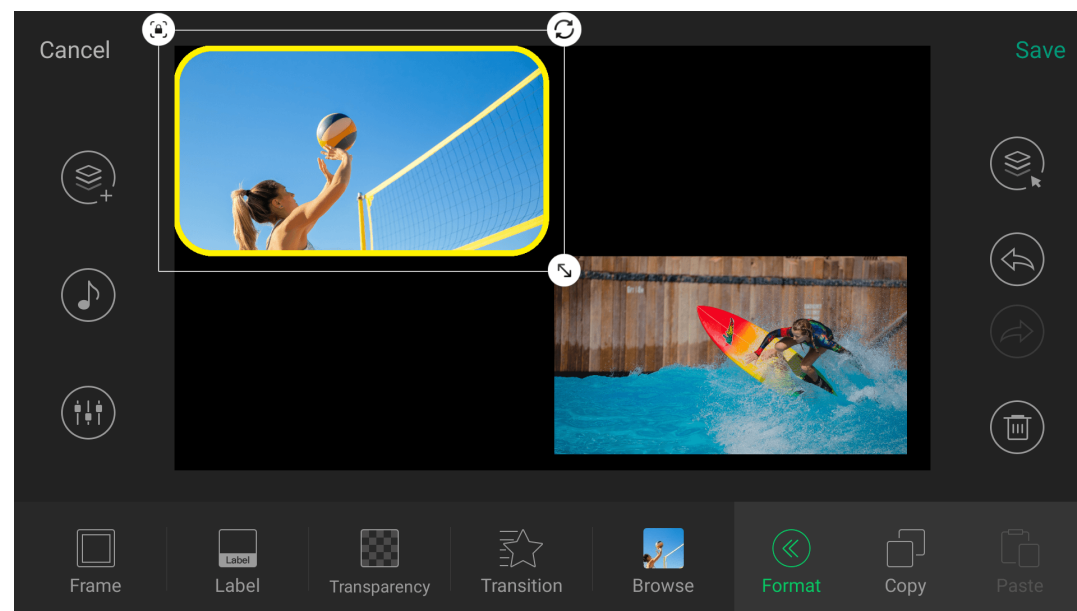 Cancel
Save
Label
Frame
Label
Transparency
Transition
Browse
Format
Copy
Paste